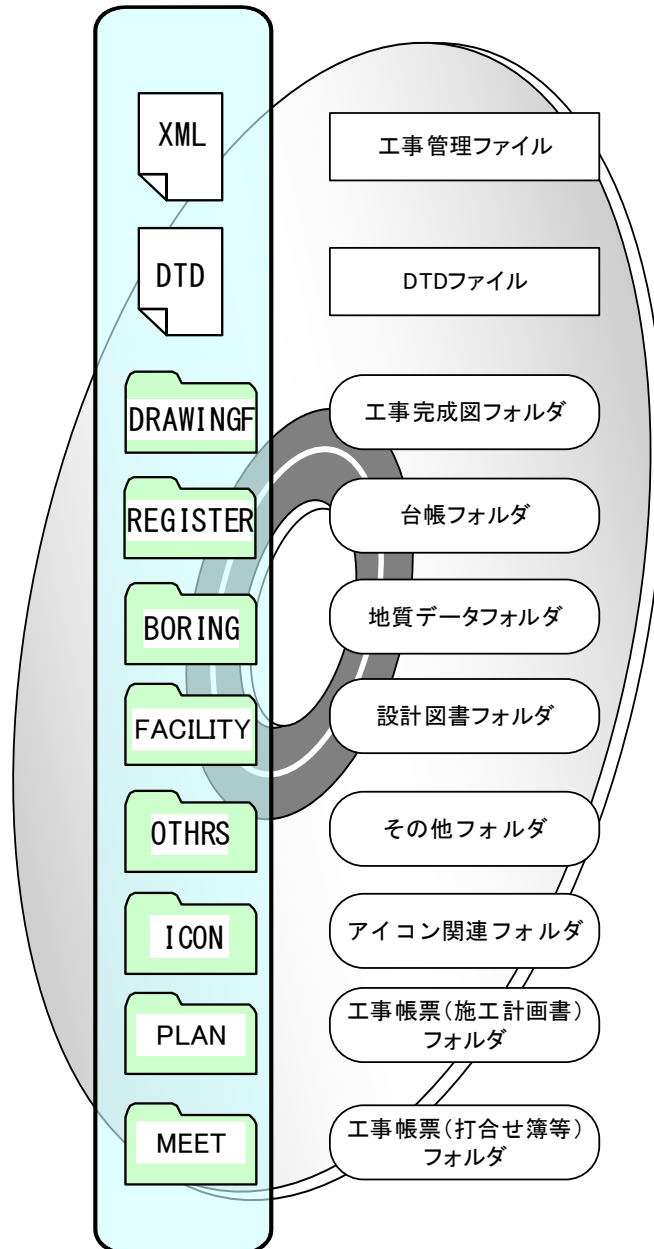 XML
工事管理ファイル
DTD
DTDファイル
DRAWINGF
工事完成図フォルダ
REGISTER
台帳フォルダ
BORING
地質データフォルダ
FACILITY
設計図書フォルダ
OTHRS
その他フォルダ
ICON
アイコン関連フォルダ
PLAN
工事帳票(施工計画書)
フォルダ
MEET
工事帳票(打合せ簿等)
フォルダ